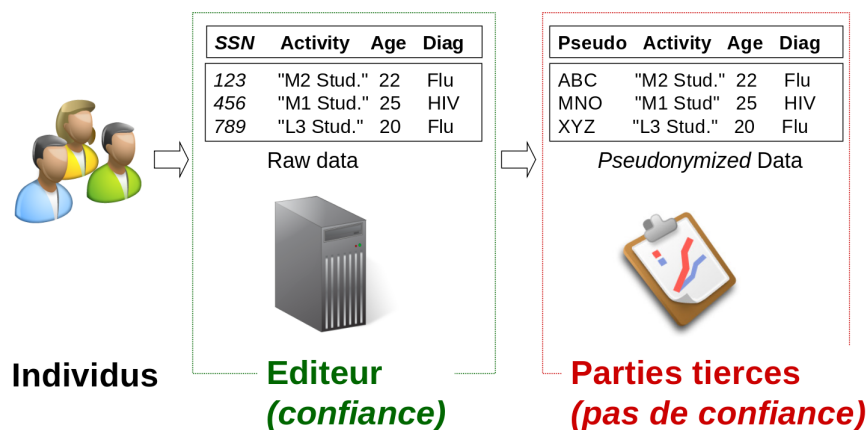 SSN Activity Age Diag
123 "M2 Stud." 22 Flu
456 "M1 Stud." 25 HIV
789 "L3 Stud." 20 Flu
Raw data
Pseudo Activity Age Diag
ABC "M2 Stud." 22 Flu
MNO "M1 Stud" 25 HIV
XYZ "L3 Stud." 20 Flu
Pseudonymized Data
Individus
Editeur
(confiance)
Parties tierces
(pas de confiance)